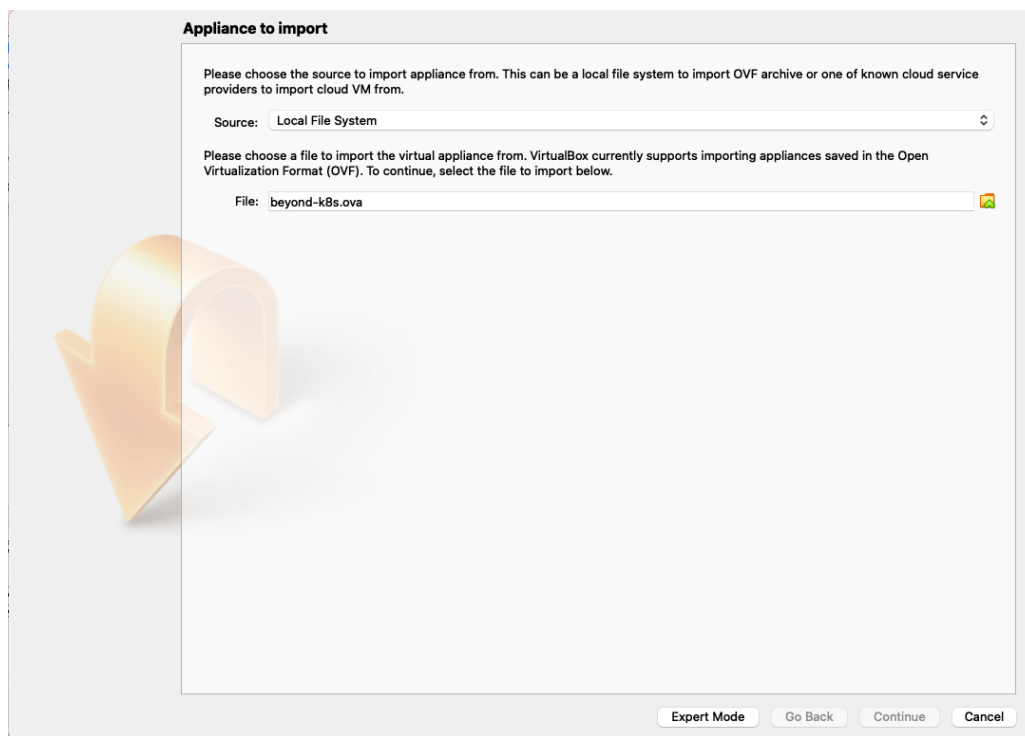 Appliance to import
Please choose the source to import appliance from. This can be a local file system to import OVF archive or one of known cloud service
providers to import cloud VM from.
Source: Local File System
Please choose a file to import the virtual appliance from. VirtualBox currently supports importing appliances saved in the Open
Virtualization Format (OVF). To continue, select the file to import below.
File: beyond-k8s.ova
Expert Mode Go Back Continue Cancel